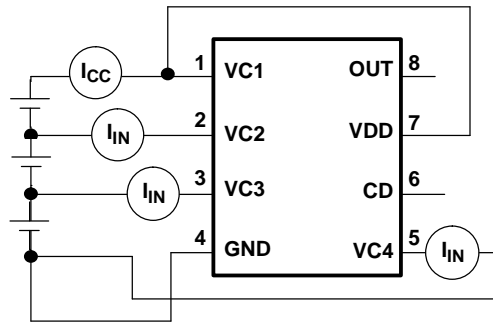 ICC 1 VC1 OUT 8
IIN 2 VC2 VDD 7
IIN 3 VC3 CD 6
4 GND VC4 5 IIN